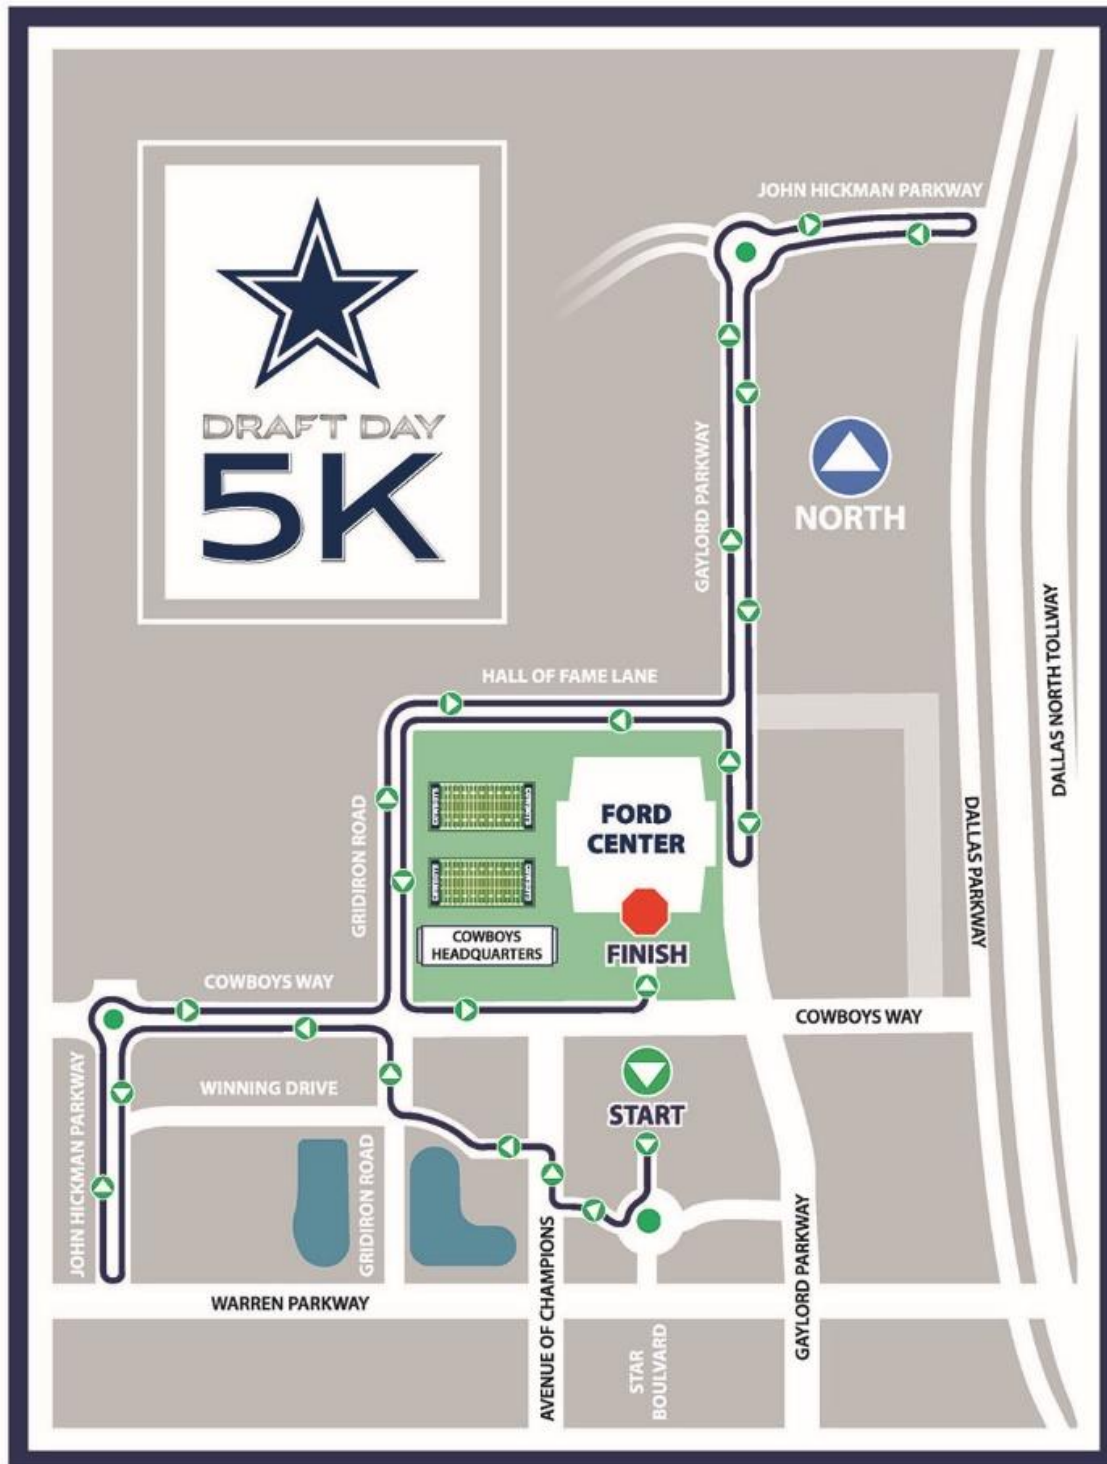 JOHN HICKMAN PARKWAY
DRAFT DAY
5K
GAYLORD PARKWAY
NORTH
DALLAS NORTH TOLLWAY
HALL OF FAME LANE
GRIDIRON ROAD
FORD
CENTER
DALLAS PARKWAY
COWBOYS
HEADQUARTERS
FINISH
COWBOYS WAY
COWBOYS WAY
JOHN HICKMAN PARKWAY
WINNING DRIVE
START
GRIDIRON ROAD
AVENUE OF CHAMPIONS
GAYLORD PARKWAY
WARREN PARKWAY
STAR
BOULVARD